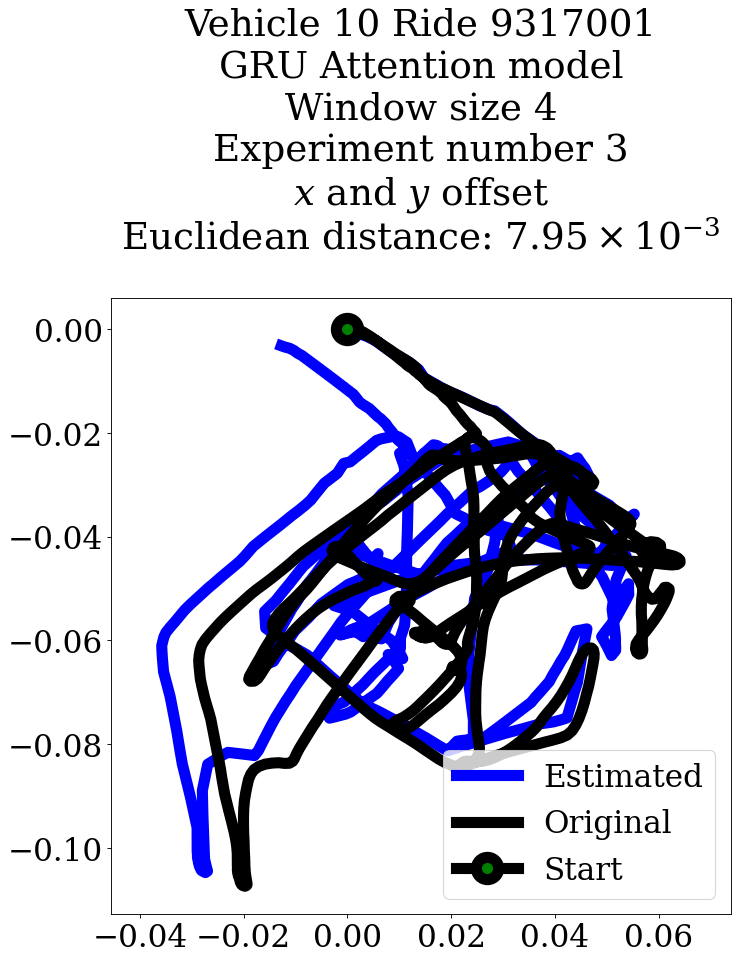 Vehicle 10 Ride 9317001
GRU Attention model
Window size 4
Experiment number 3
x and y offset
Euclidean distance: 7.95 × 10⁻³
0.00
−0.02
−0.04
−0.06
−0.08
−0.10
Estimated
Original
Start
−0.04 −0.02 0.00 0.02 0.04 0.06